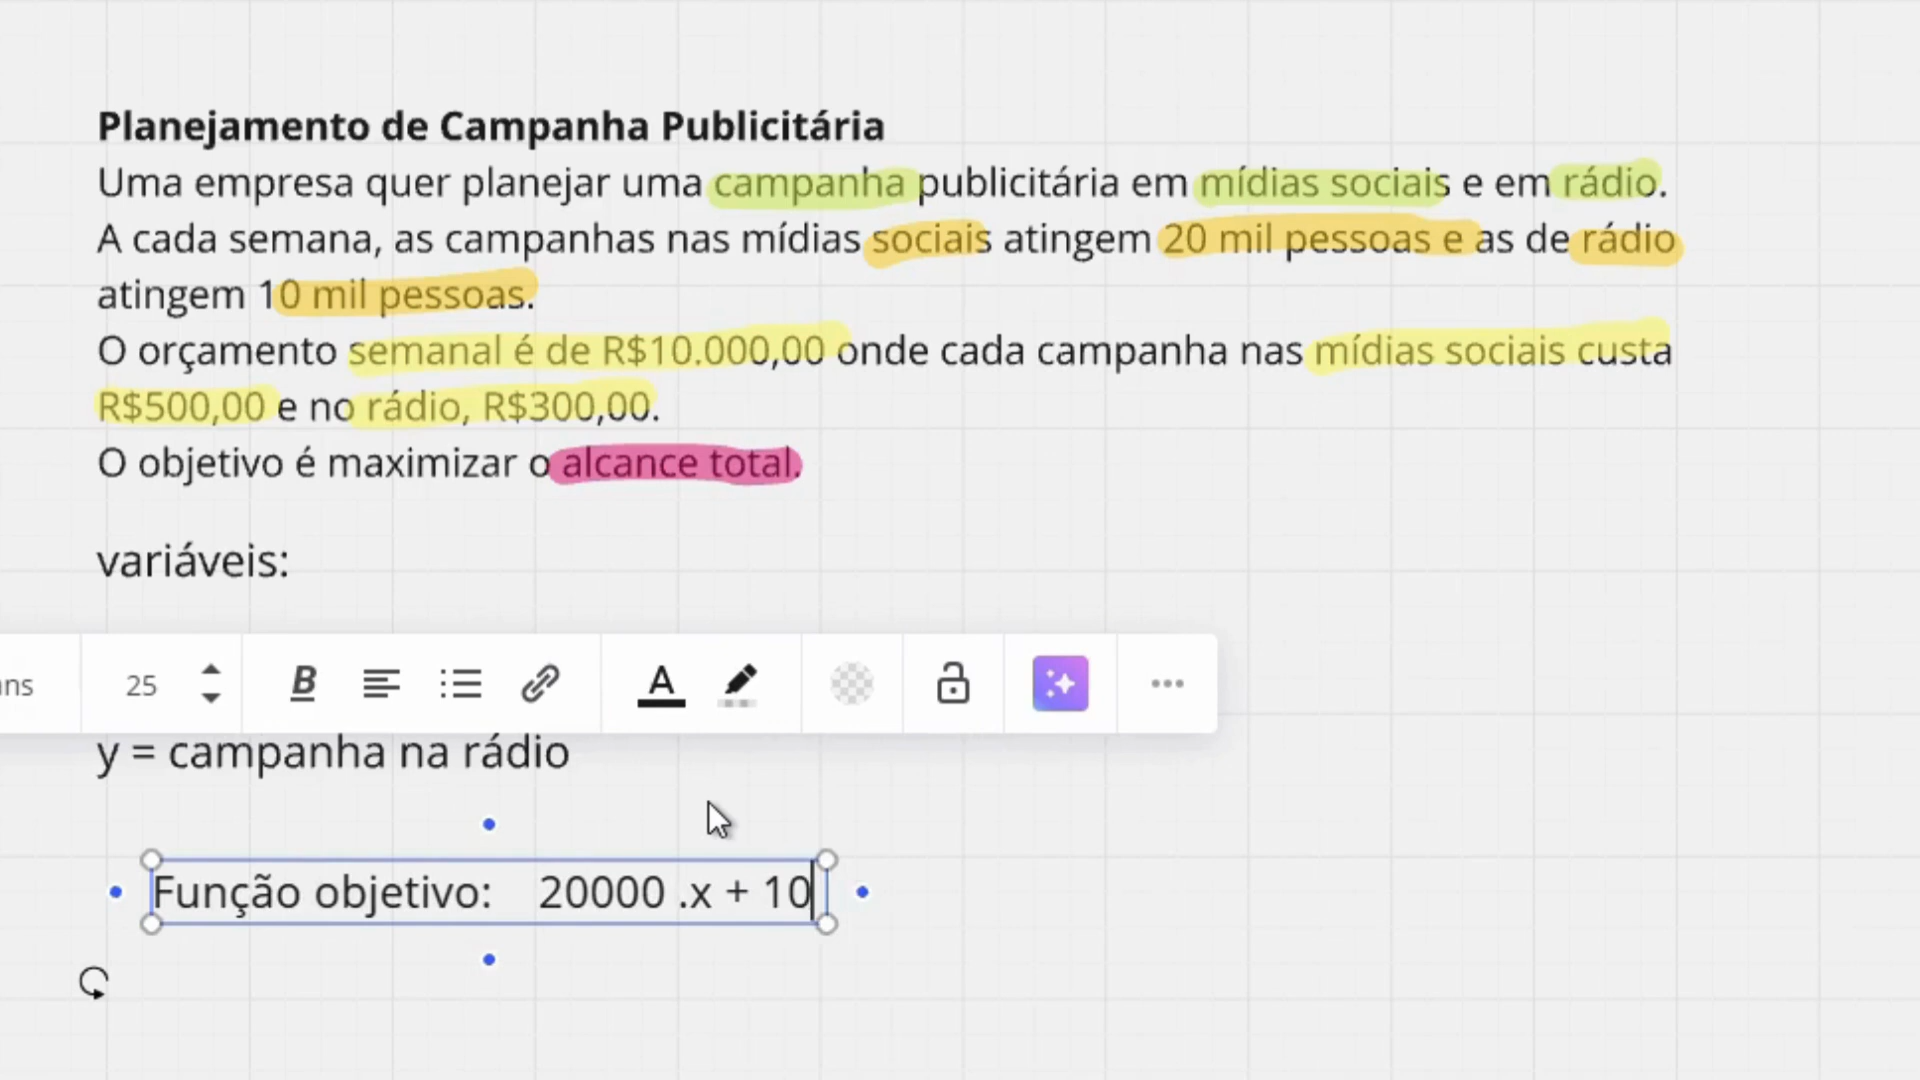 Planejamento de Campanha Publicitária
Uma empresa quer planejar uma campanha publicitária em mídias sociais e em rádio.
A cada semana, as campanhas nas mídias sociais atingem 20 mil pessoas e as de rádio
atingem 10 mil pessoas.
O orçamento semanal é de R$10.000,00 onde cada campanha nas mídias sociais custa
R$500,00 e no rádio, R$300,00.
O objetivo é maximizar o alcance total.
variáveis:
ans 25 B A
y = campanha na rádio
Função objetivo: 20000 .x + 10